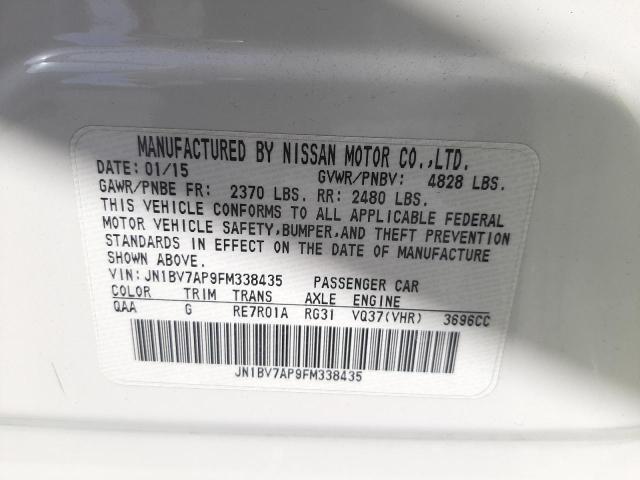 MANUFACTURED BY NISSAN MOTOR CO.,LTD.
DATE: 01/15 GVWR/PNBV: 4828 LBS.
GAWR/PNBE FR: 2370 LBS. RR: 2480 LBS.
THIS VEHICLE CONFORMS TO ALL APPLICABLE FEDERAL
MOTOR VEHICLE SAFETY,BUMPER,AND THEFT PREVENTION
STANDARDS IN EFFECT ON THE DATE OF MANUFACTURE
SHOWN ABOVE.
VIN: JN1BV7AP9FM338435 PASSENGER CAR
COLOR TRIM TRANS AXLE ENGINE
QAA G RE7R01A RG31 VQ37(VHR) 3696CC
JN1BV7AP9FM338435